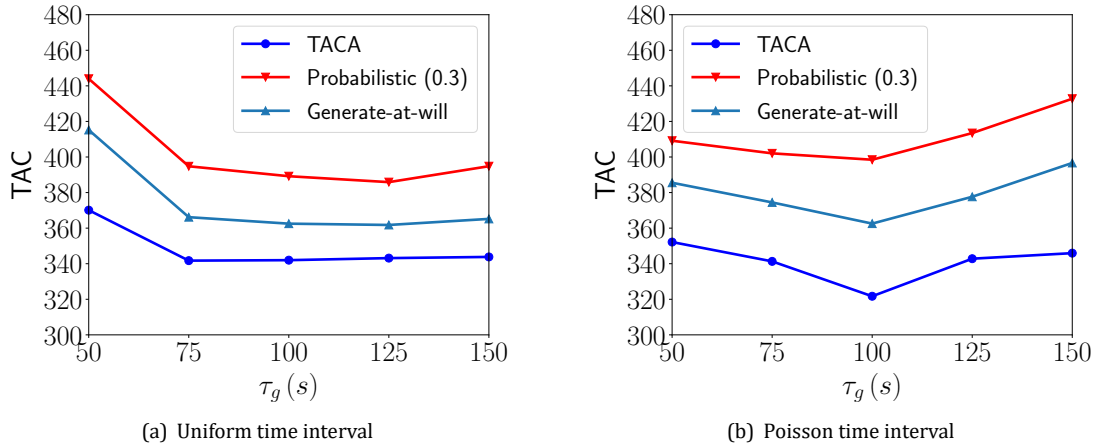 480
460
440
420
400
380
360
340
320
300
TAC
TACA
Probabilistic (0.3)
Generate-at-will
50 75 100 125 150
τg (s)
(a) Uniform time interval
480
460
440
420
400
380
360
340
320
300
TAC
TACA
Probabilistic (0.3)
Generate-at-will
50 75 100 125 150
τg (s)
(b) Poisson time interval